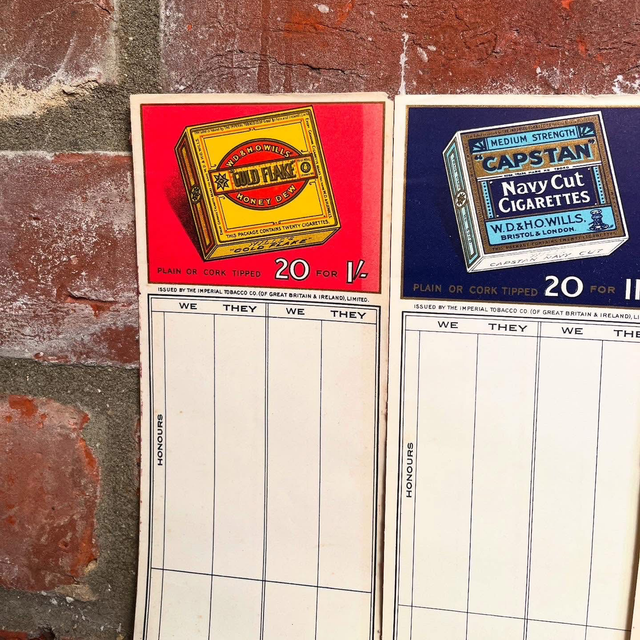 W.D.& H.O. WILLS'
"GOLD FLAKE"
HONEY DEW
THIS PACKAGE CONTAINS TWENTY CIGARETTES
"GOLD FLAKE"
PLAIN OR CORK TIPPED 20 FOR 1/-
ISSUED BY THE IMPERIAL TOBACCO CO. (OF GREAT BRITAIN & IRELAND), LIMITED.
WE THEY WE THEY
HONOURS
MEDIUM STRENGTH
"CAPSTAN"
Navy Cut
CIGARETTES
W.D.& H.O. WILLS,
BRISTOL & LONDON.
CAPSTAN NAVY CUT
PLAIN OR CORK TIPPED 20 FOR
ISSUED BY THE IMPERIAL TOBACCO CO. (OF GREAT BRITAIN & IRELAND), LI
WE THEY WE THE
HONOURS